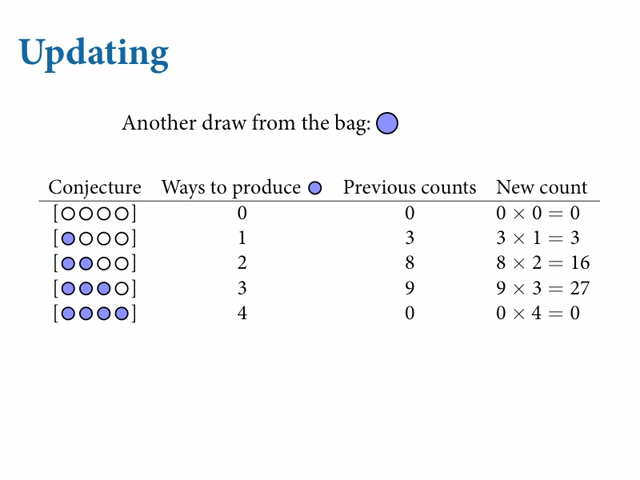 Updating
Another draw from the bag:
Conjecture Ways to produce Previous counts New count
[ ] 0 0 0 × 0 = 0
[ ] 1 3 3 × 1 = 3
[ ] 2 8 8 × 2 = 16
[ ] 3 9 9 × 3 = 27
[ ] 4 0 0 × 4 = 0